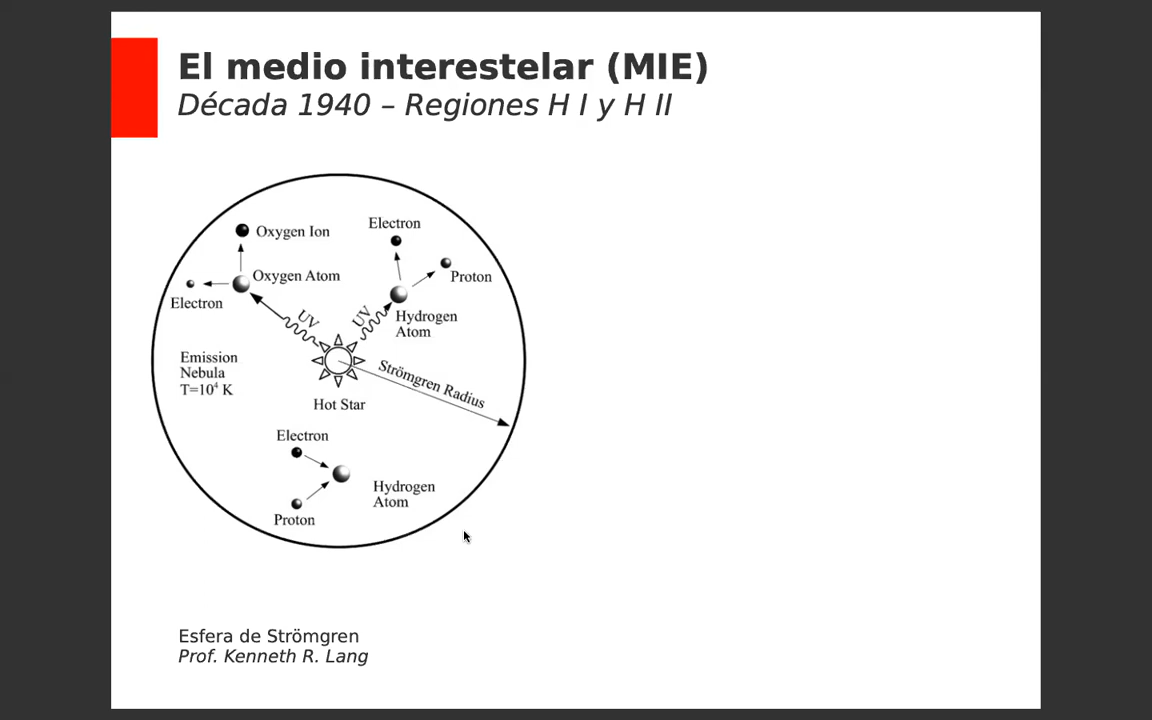 El medio interestelar (MIE)
Década 1940 – Regiones H I y H II
Oxygen Ion
Electron
Oxygen Atom
Proton
Electron
UV
UV
Hydrogen
Atom
Emission
Nebula
T=10⁴ K
Strömgren Radius
Hot Star
Electron
Hydrogen
Atom
Proton
Esfera de Strömgren
Prof. Kenneth R. Lang